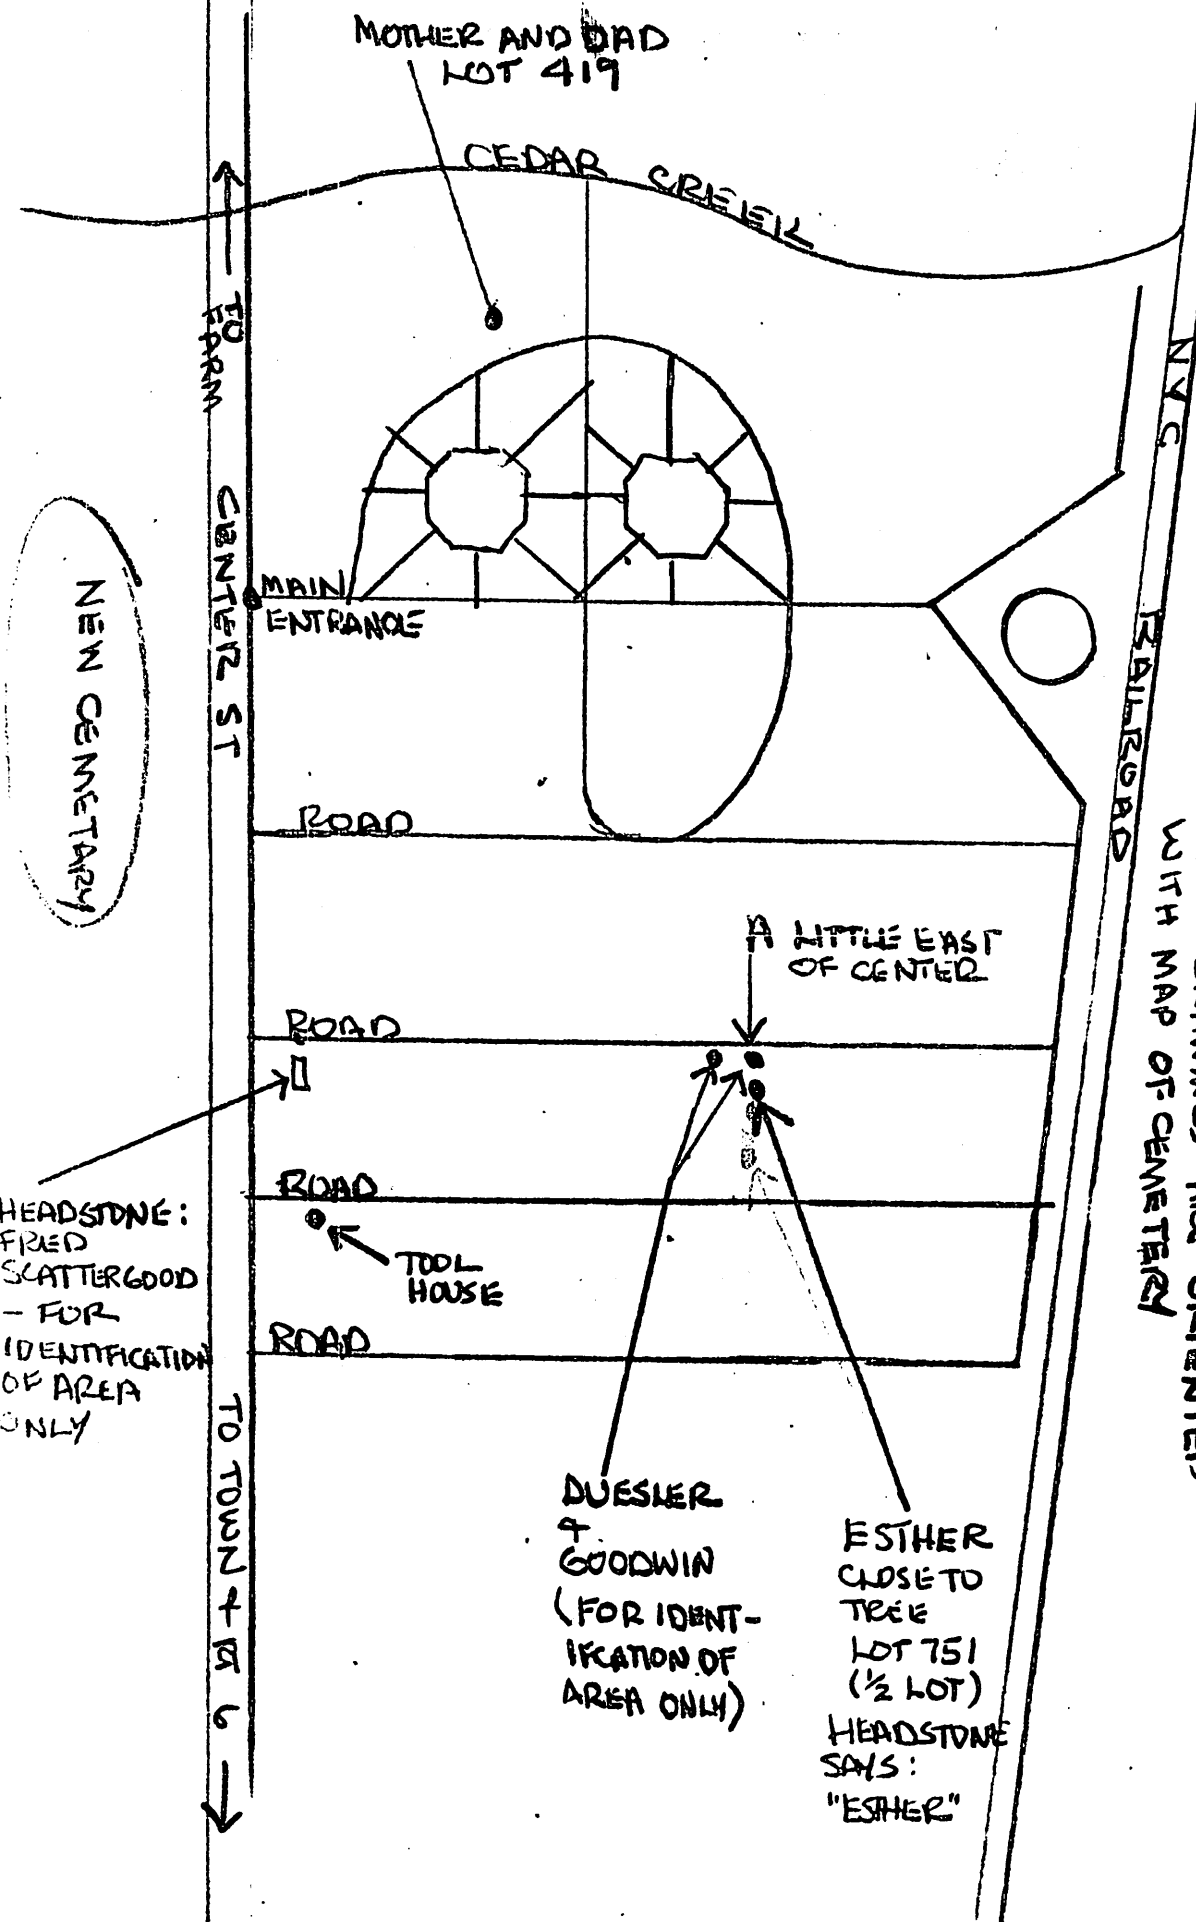 MOTHER AND DAD
LOT 419
CEDAR CREEK
TO
FARM
CENTER ST
NEW CEMETARY
MAIN
ENTRANCE
NYC RAILROAD
ROAD
WITH MAP OF CEMETERY
A LITTLE EAST
OF CENTER
ROAD
ROAD
HEADSTONE:
FRED
SCATTERGOOD
- FOR
IDENTIFICATION
OF AREA
ONLY
TOOL
HOUSE
ROAD
TO TOWN + R 6
DUESLER
+
GOODWIN
(FOR IDENT-
IFCATION OF
AREA ONLY)
ESTHER
CLOSE TO
TREE
LOT 751
(½ LOT)
HEADSTONE
SAYS:
"ESTHER"